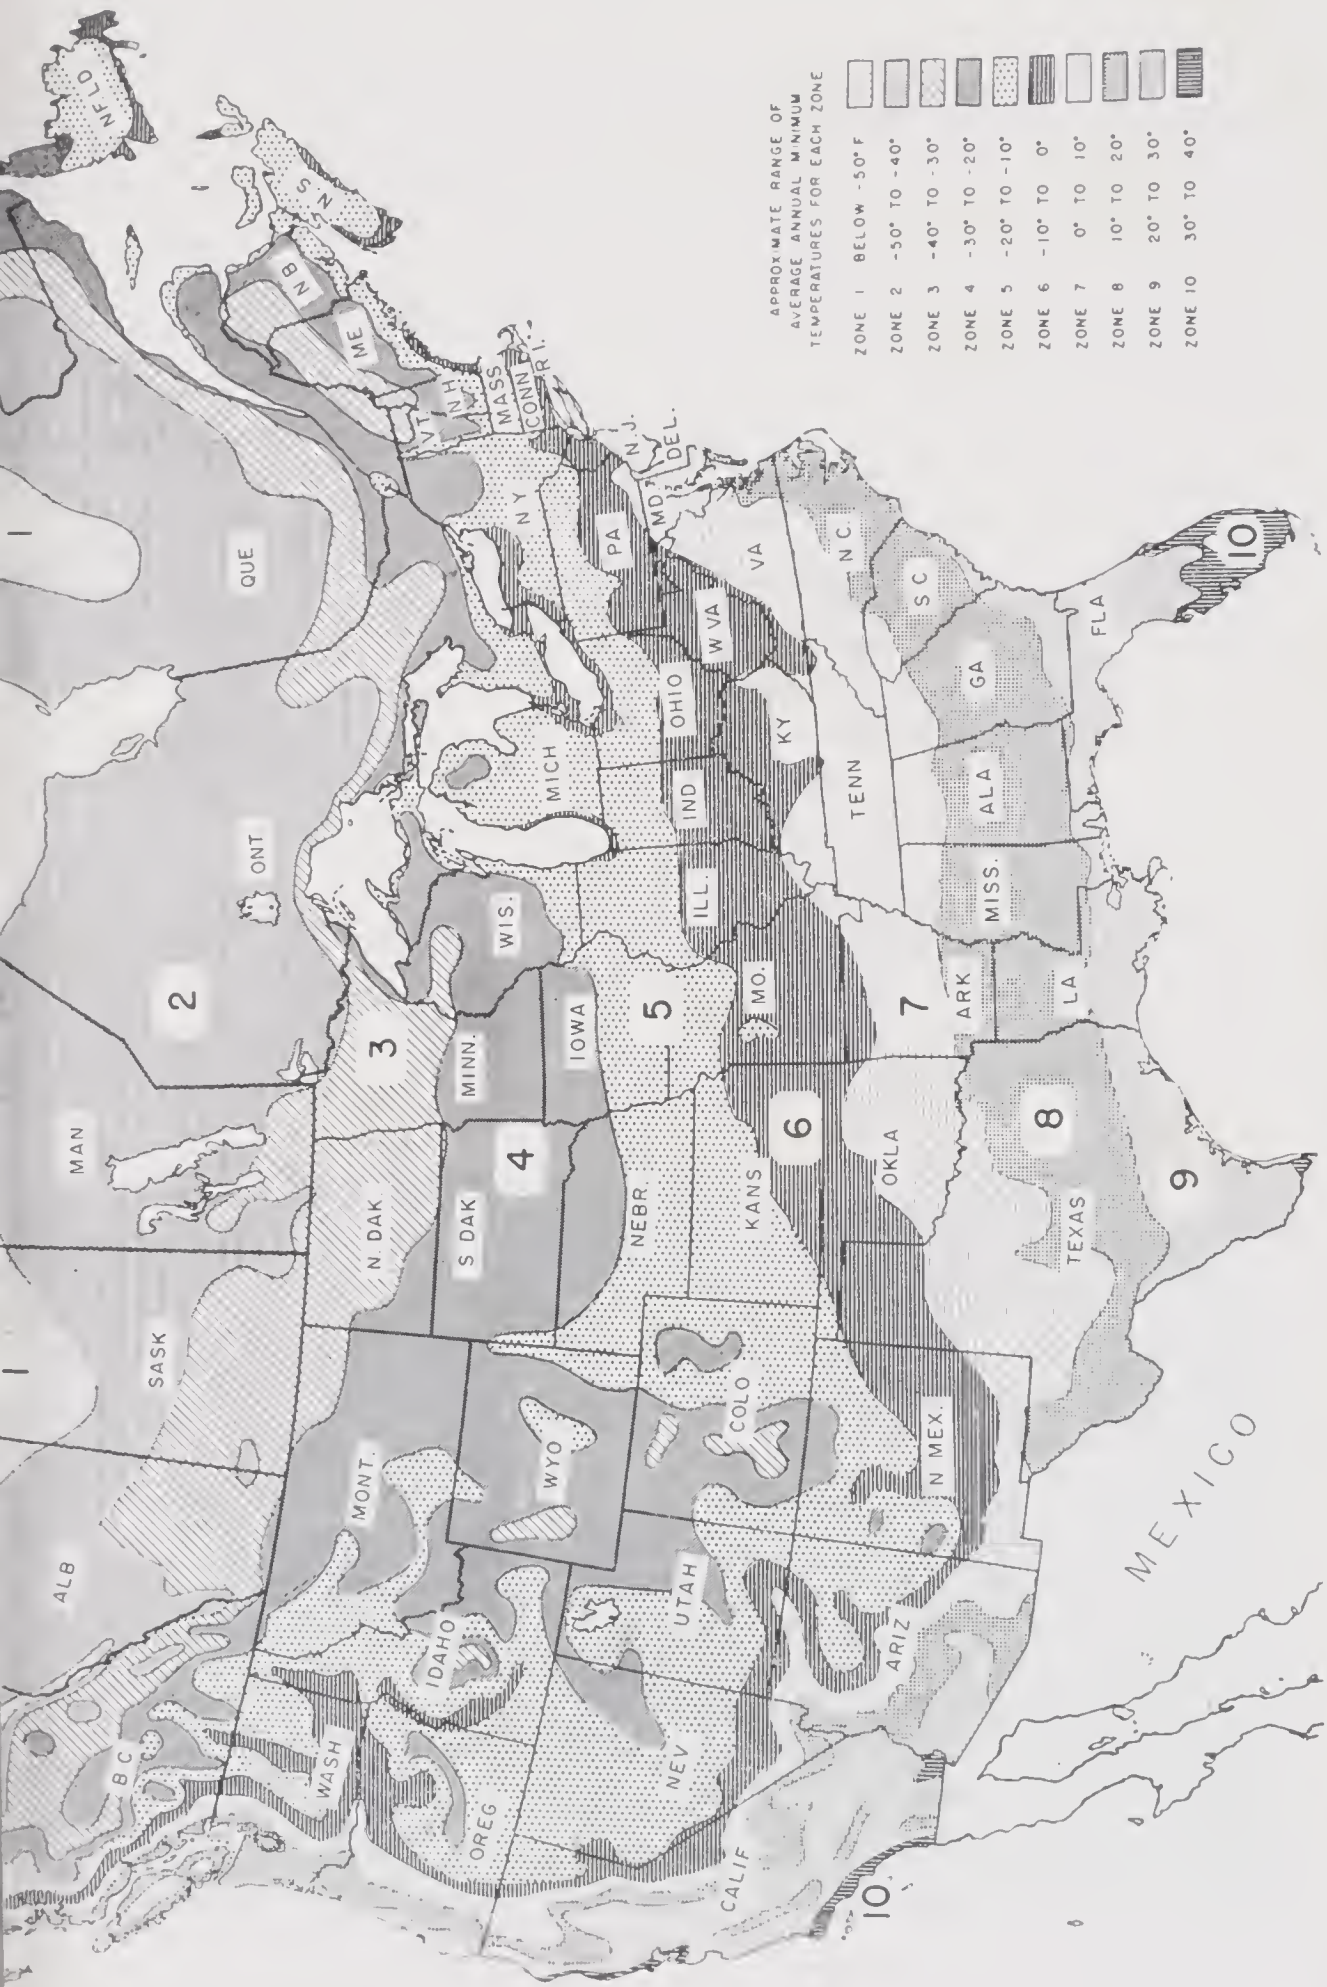 NFLD
N S
N B
ME
VT
N H
MASS
CONN
R I.
1
QUE
N Y
PA
N J.
DEL.
MD
VA
W VA
N C.
S C
FLA
10
ONT
MICH
OHIO
KY
IND
TENN
GA
ALA
2
3
WIS.
ILL.
MISS.
MAN
MINN.
IOWA
5
MO.
7
ARK
LA
N DAK
S DAK
4
NEBR.
KANS
6
OKLA
8
TEXAS
9
1
SASK
ALB
MONT.
WYO
COLO
N MEX.
MEXICO
B C
WASH
IDAHO
UTAH
ARIZ
OREG
NEV
CALIF
10
APPROXIMATE RANGE OF
AVERAGE ANNUAL MINIMUM
TEMPERATURES FOR EACH ZONE
ZONE 1 BELOW -50° F
ZONE 2 -50° TO -40°
ZONE 3 -40° TO -30°
ZONE 4 -30° TO -20°
ZONE 5 -20° TO -10°
ZONE 6 -10° TO 0°
ZONE 7 0° TO 10°
ZONE 8 10° TO 20°
ZONE 9 20° TO 30°
ZONE 10 30° TO 40°